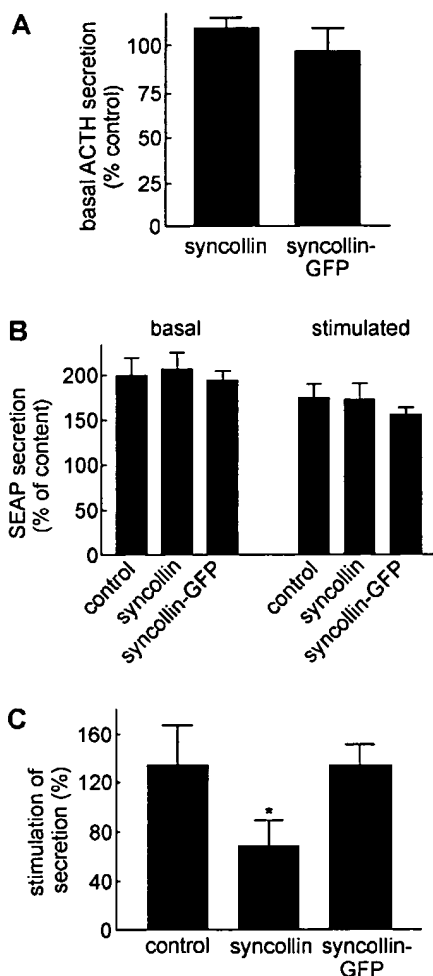 A
basal ACTH secretion
(% control)
100
75
50
25
0
syncollin
syncollin-
GFP
B
basal
stimulated
SEAP secretion
(% of content)
200
150
100
50
0
control
syncollin
syncollin-GFP
control
syncollin
syncollin-GFP
C
stimulation of
secretion (%)
160
120
80
40
0
*
control
syncollin
syncollin-
GFP